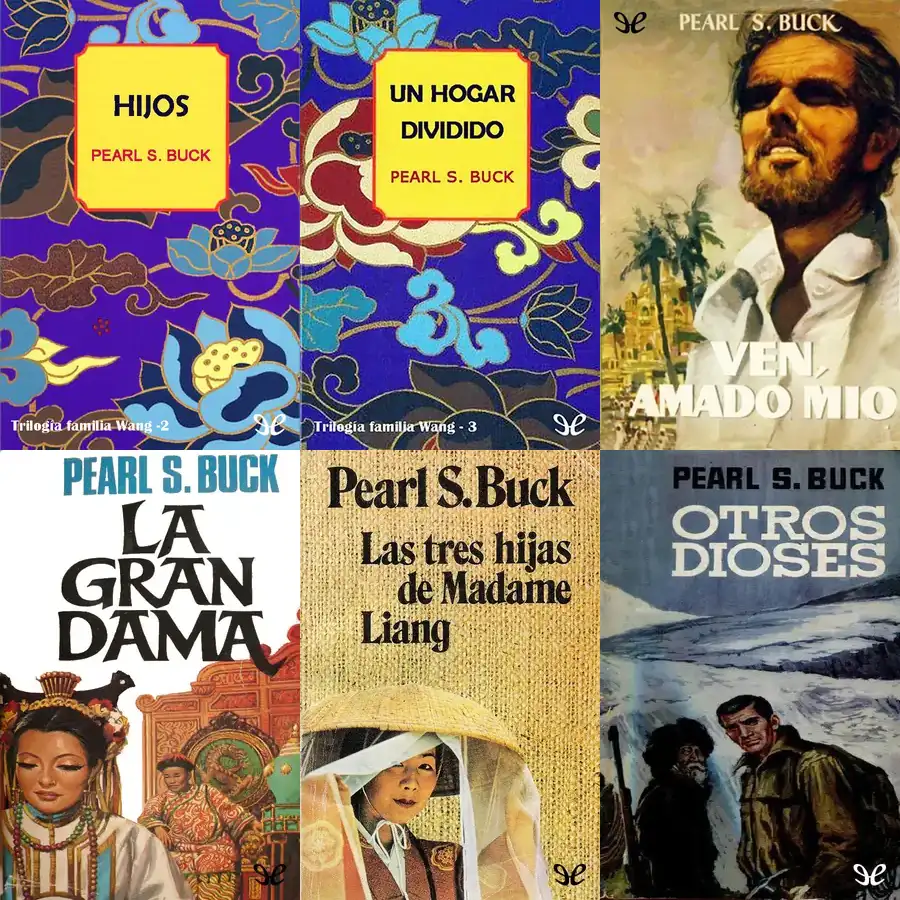 HIJOS
PEARL S. BUCK
Trilogía familia Wang -2
UN HOGAR
DIVIDIDO
PEARL S. BUCK
Trilogía familia Wang - 3
PEARL S. BUCK
VEN,
AMADO MIO
PEARL S. BUCK
LA
GRAN
DAMA
Pearl S. Buck
Las tres hijas
de Madame
Liang
PEARL S. BUCK
OTROS
DIOSES